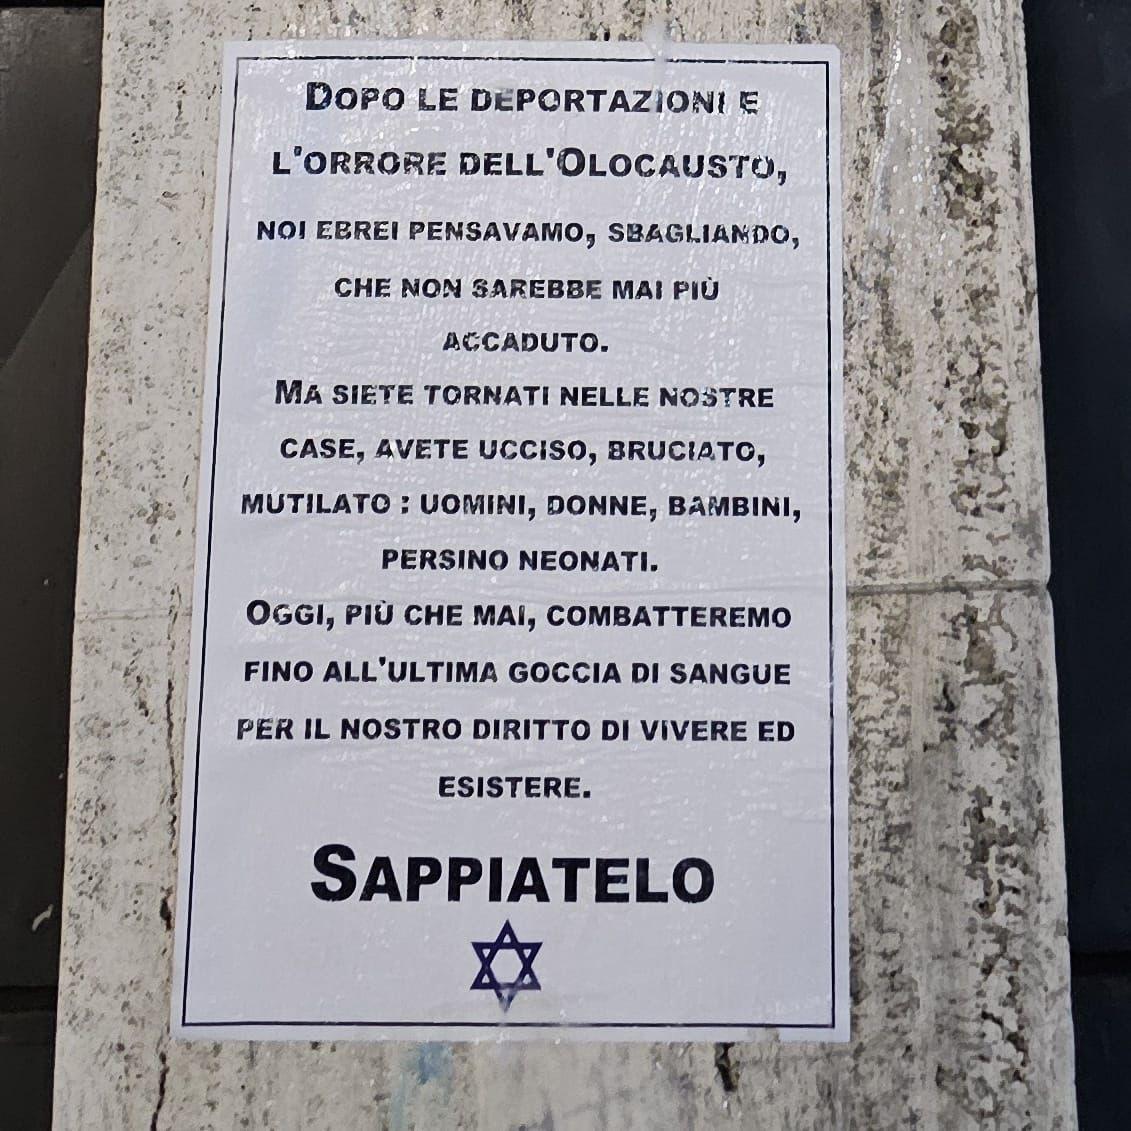 DOPO LE DEPORTAZIONI E
L'ORRORE DELL'OLOCAUSTO,
NOI EBREI PENSAVAMO, SBAGLIANDO,
CHE NON SAREBBE MAI PIÙ
ACCADUTO.
MA SIETE TORNATI NELLE NOSTRE
CASE, AVETE UCCISO, BRUCIATO,
MUTILATO : UOMINI, DONNE, BAMBINI,
PERSINO NEONATI.
OGGI, PIÙ CHE MAI, COMBATTEREMO
FINO ALL'ULTIMA GOCCIA DI SANGUE
PER IL NOSTRO DIRITTO DI VIVERE ED
ESISTERE.
SAPPIATELO